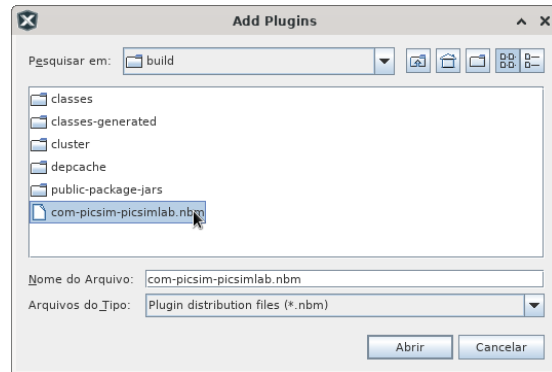 Add Plugins
Pesquisar em: build
classes
classes-generated
cluster
depcache
public-package-jars
com-picsim-picsimlab.nbm
Nome do Arquivo: com-picsim-picsimlab.nbm
Arquivos do Tipo: Plugin distribution files (*.nbm)
Abrir Cancelar